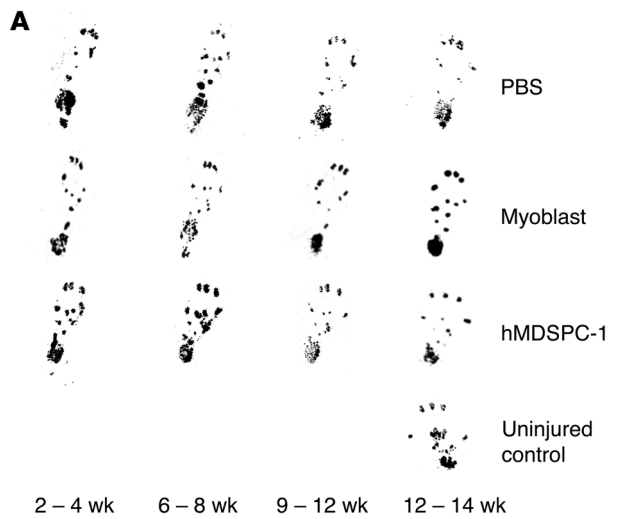 A
PBS
Myoblast
hMDSPC-1
Uninjured
control
2 – 4 wk 6 – 8 wk 9 – 12 wk 12 – 14 wk